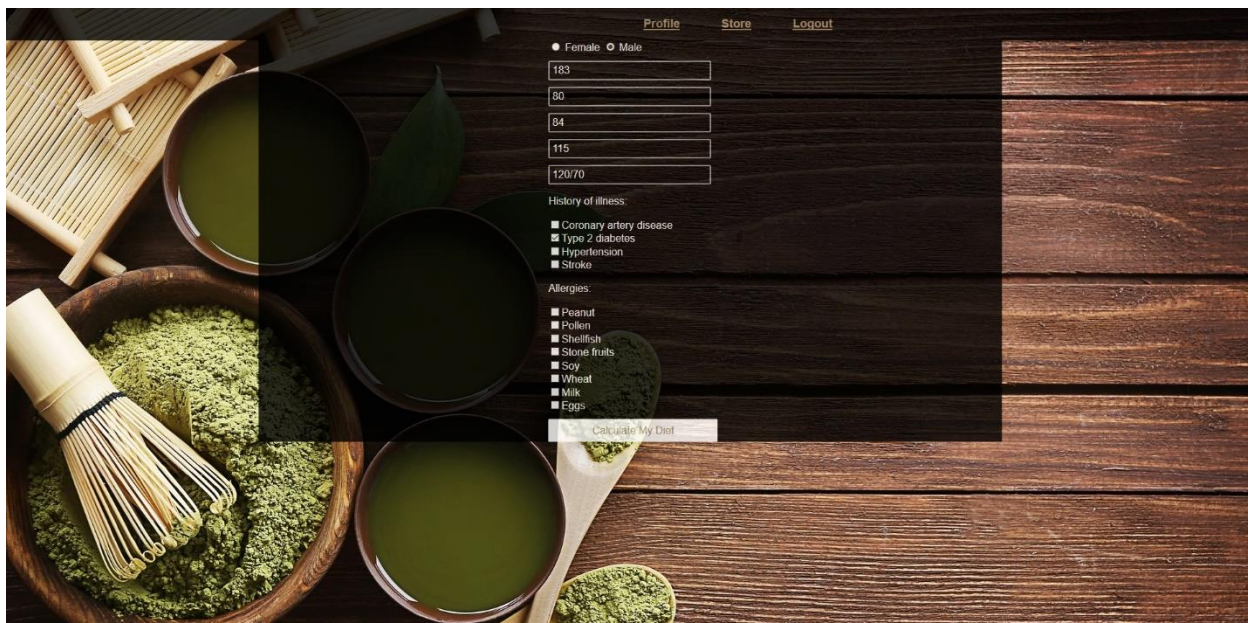 Profile Store Logout
Female Male
183
80
84
115
120/70
History of illness:
Coronary artery disease
Type 2 diabetes
Hypertension
Stroke
Allergies:
Peanut
Pollen
Shellfish
Stone fruits
Soy
Wheat
Milk
Eggs
Calculate My Diet